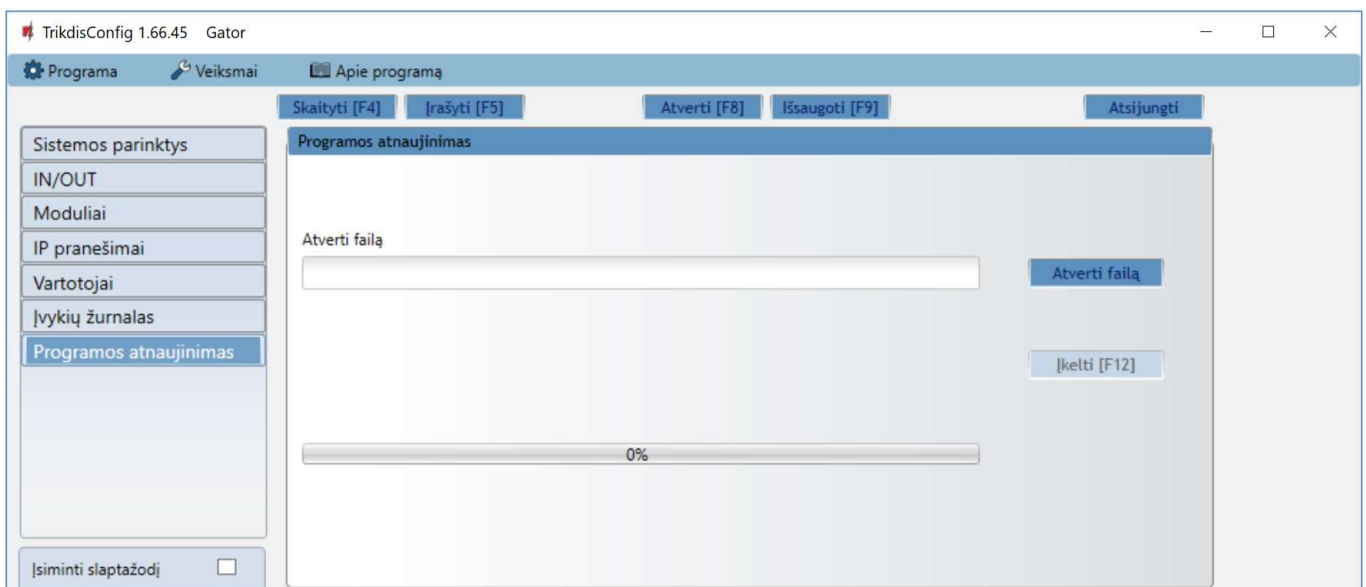 TrikdisConfig 1.66.45 Gator
Programa Veiksmai Apie programą
Skaityti [F4] Įrašyti [F5] Atverti [F8] Išsaugoti [F9] Atsijungti
Sistemos parinktys
IN/OUT
Moduliai
IP pranešimai
Vartotojai
Įvykių žurnalas
Programos atnaujinimas
Įsiminti slaptažodį
Programos atnaujinimas
Atverti failą
Atverti failą
Įkelti [F12]
0%